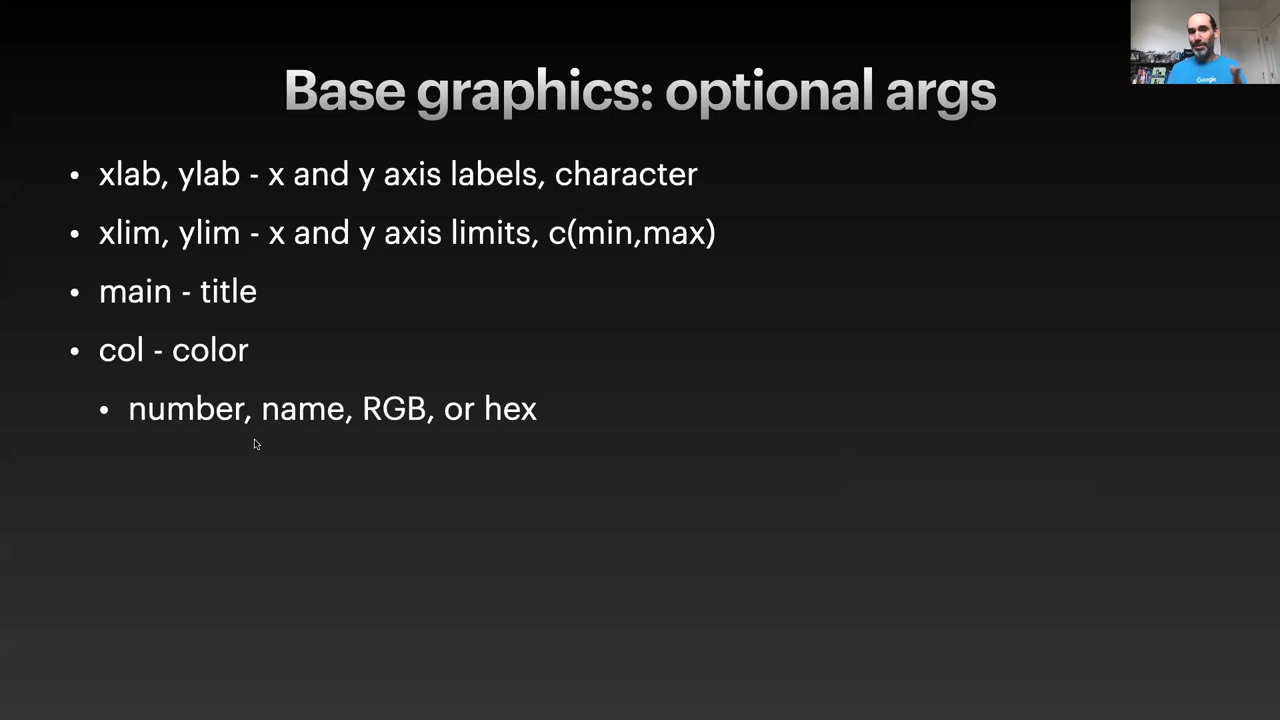 Base graphics: optional args
• xlab, ylab - x and y axis labels, character
• xlim, ylim - x and y axis limits, c(min,max)
• main - title
• col - color
• number, name, RGB, or hex
Google